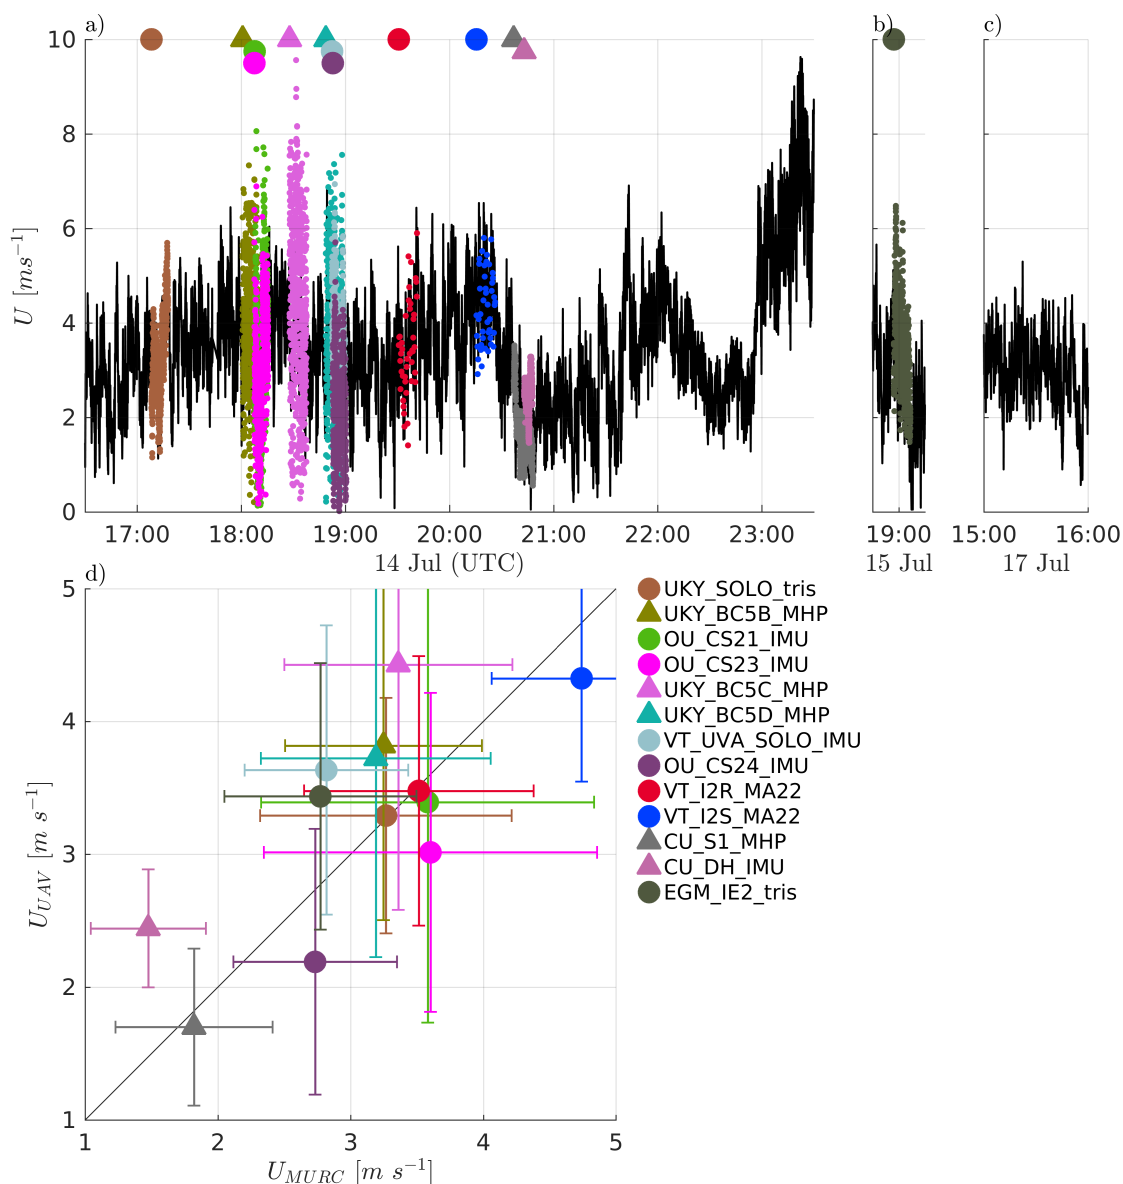 a)
b)
c)
10
8
6
4
2
0
U [ms⁻¹]
17:00 18:00 19:00 20:00 21:00 22:00 23:00 19:00 15:00 16:00
14 Jul (UTC) 15 Jul 17 Jul
d)
5
4
3
2
1
U_UAV [m s⁻¹]
1 2 3 4 5
U_MURC [m s⁻¹]
UKY_SOLO_tris
UKY_BC5B_MHP
OU_CS21_IMU
OU_CS23_IMU
UKY_BC5C_MHP
UKY_BC5D_MHP
VT_UVA_SOLO_IMU
OU_CS24_IMU
VT_I2R_MA22
VT_I2S_MA22
CU_S1_MHP
CU_DH_IMU
EGM_IE2_tris